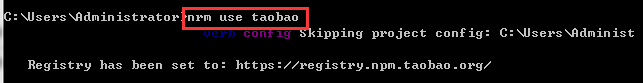 C:\Users\Administrator>nrm use taobao
verb config Skipping project config: C:\Users\Administ
Registry has been set to: https://registry.npm.taobao.org/